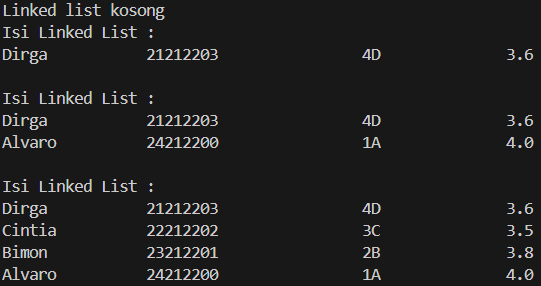 Linked list kosong
Isi Linked List :
Dirga 21212203 4D 3.6
Isi Linked List :
Dirga 21212203 4D 3.6
Alvaro 24212200 1A 4.0
Isi Linked List :
Dirga 21212203 4D 3.6
Cintia 22212202 3C 3.5
Bimon 23212201 2B 3.8
Alvaro 24212200 1A 4.0